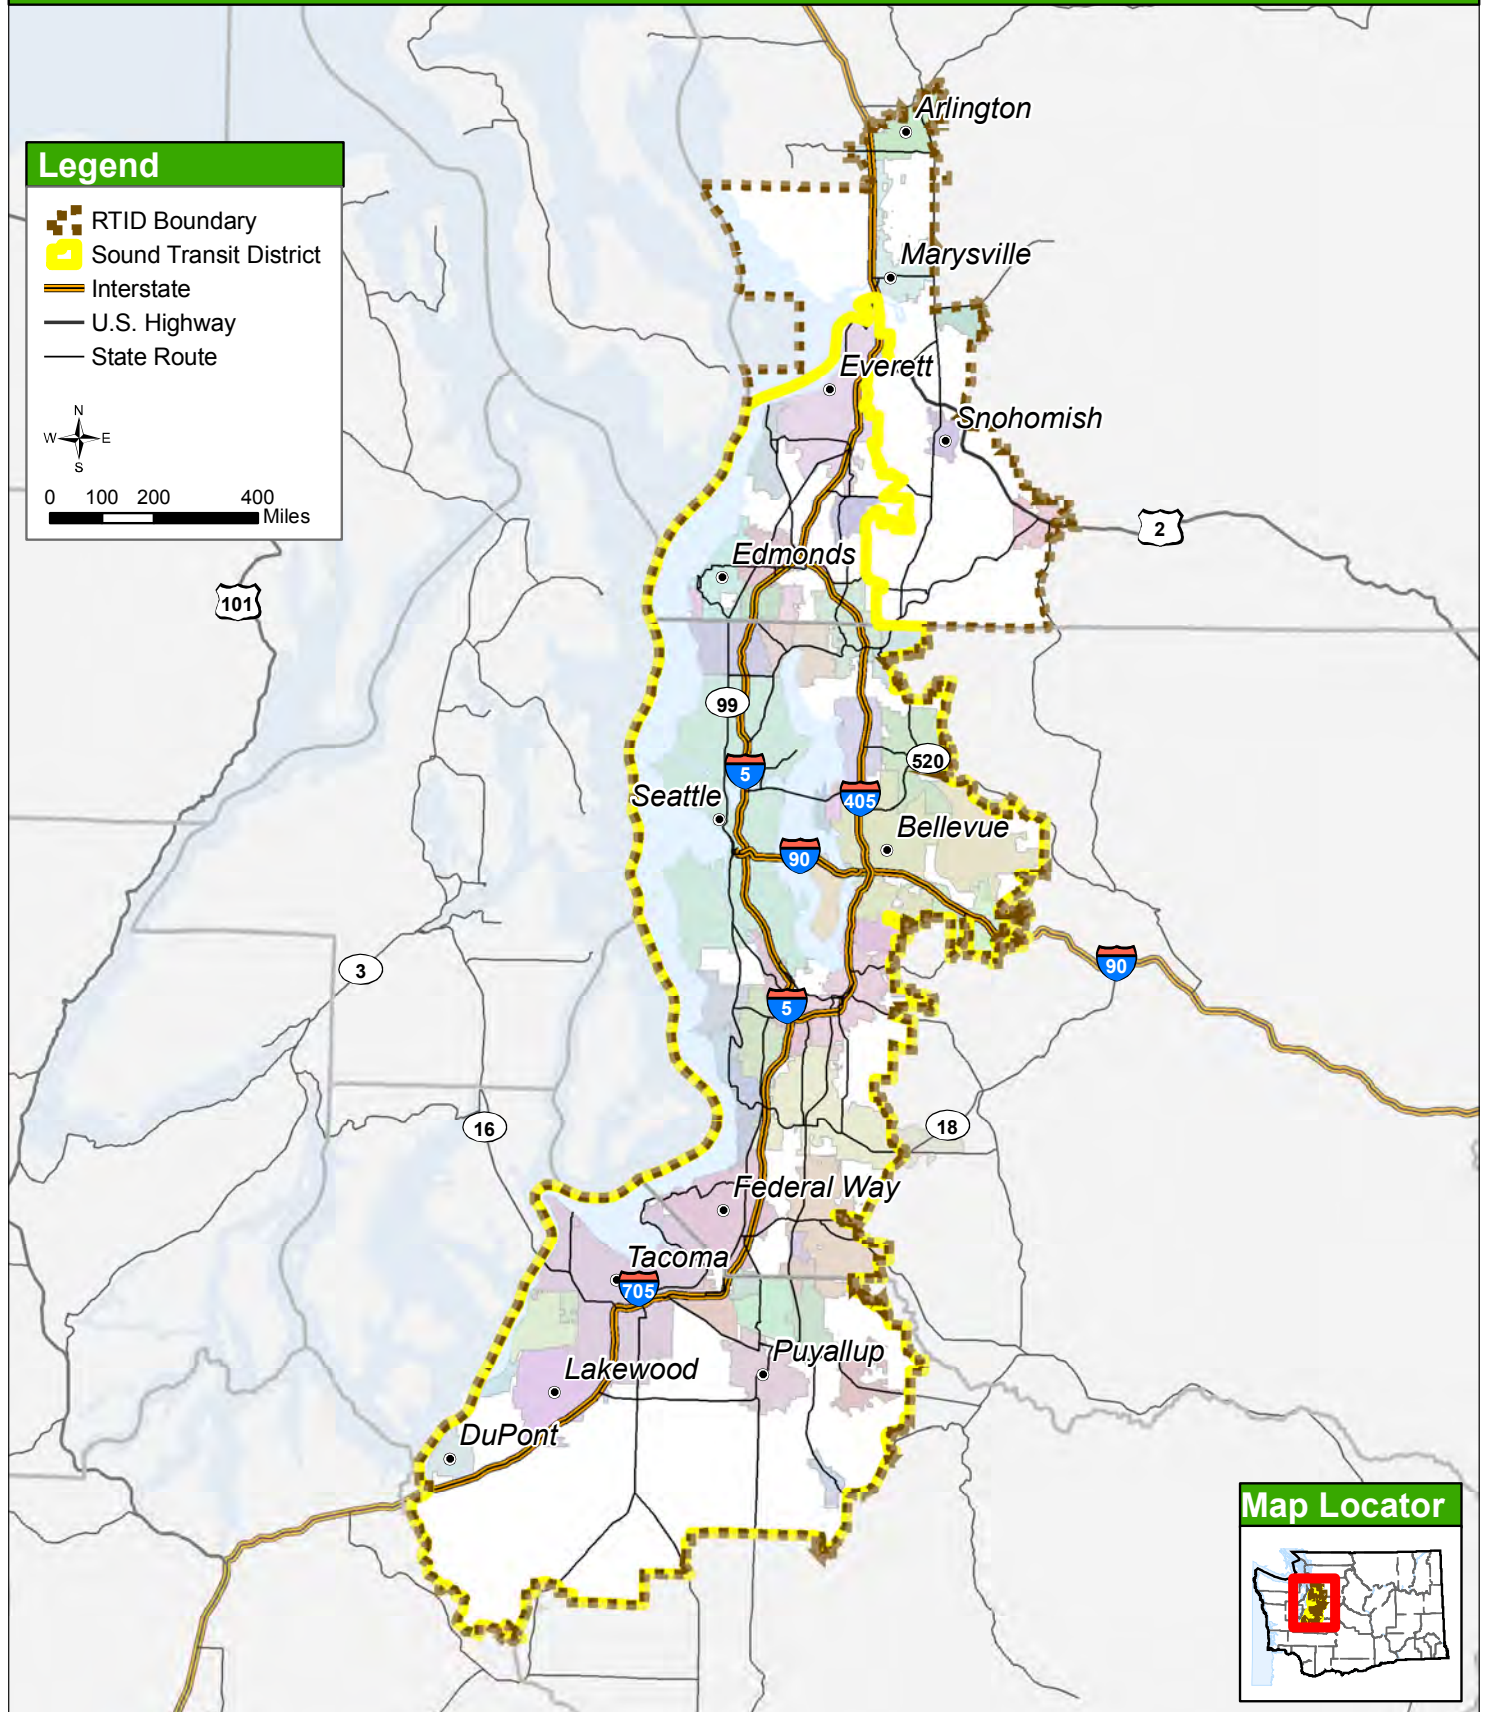 Legend
RTID Boundary
Sound Transit District
Interstate
U.S. Highway
State Route
N
W E
S
0 100 200 400
Miles
Arlington
Marysville
Everett
Snohomish
2
Edmonds
101
99
5
520
405
Seattle
Bellevue
90
3
90
5
16
18
Federal Way
Tacoma
705
Puyallup
Lakewood
DuPont
Map Locator